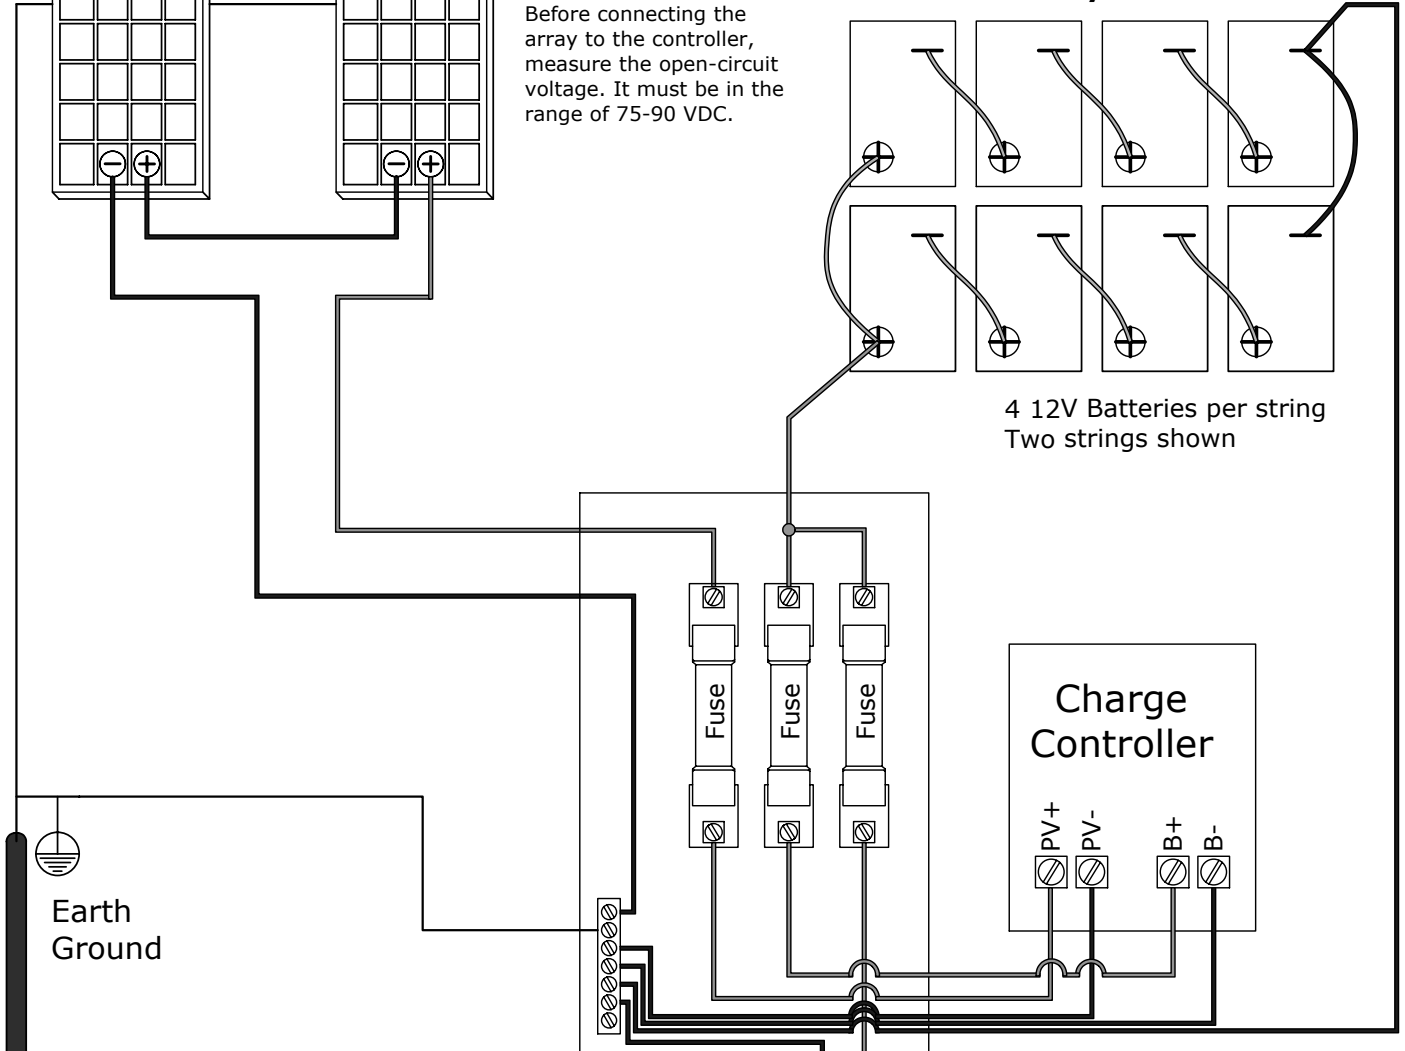 Before connecting the
array to the controller,
measure the open-circuit
voltage. It must be in the
range of 75-90 VDC.
4 12V Batteries per string
Two strings shown
Fuse
Fuse
Fuse
Charge
Controller
PV+
PV-
B+
B-
Earth
Ground